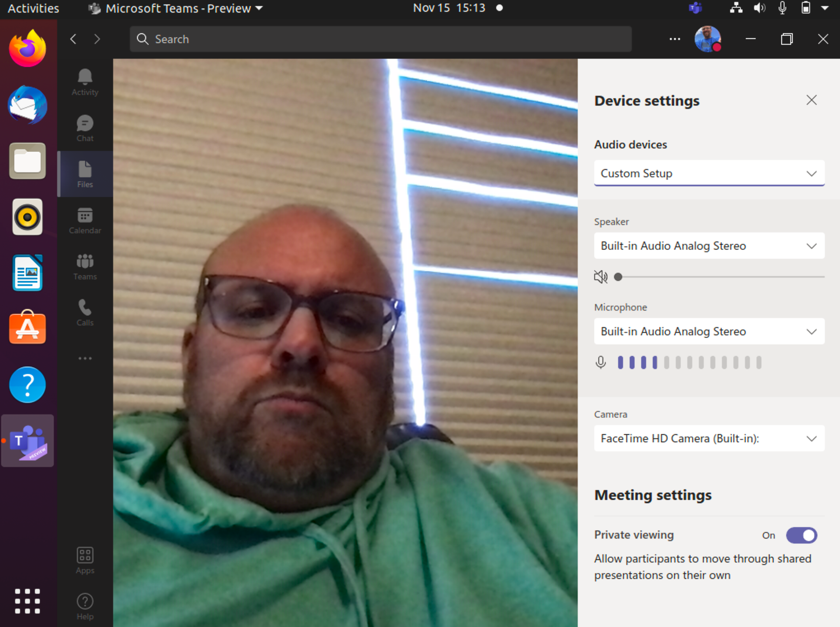 Activities
Microsoft Teams - Preview
Nov 15 15:13
Search
Activity
Chat
Files
Calendar
Teams
Calls
Apps
Help
Device settings
Audio devices
Custom Setup
Speaker
Built-in Audio Analog Stereo
Microphone
Built-in Audio Analog Stereo
Camera
FaceTime HD Camera (Built-in):
Meeting settings
Private viewing
On
Allow participants to move through shared
presentations on their own